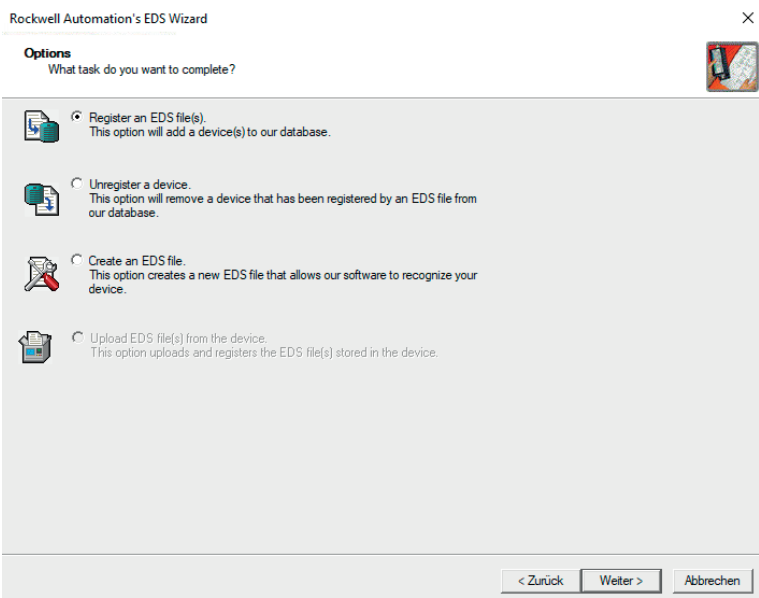 Rockwell Automation's EDS Wizard
Options
What task do you want to complete?
Register an EDS file(s).
This option will add a device(s) to our database.
Unregister a device.
This option will remove a device that has been registered by an EDS file from
our database.
Create an EDS file.
This option creates a new EDS file that allows our software to recognize your
device.
Upload EDS file(s) from the device.
This option uploads and registers the EDS file(s) stored in the device.
< Zurück
Weiter >
Abbrechen